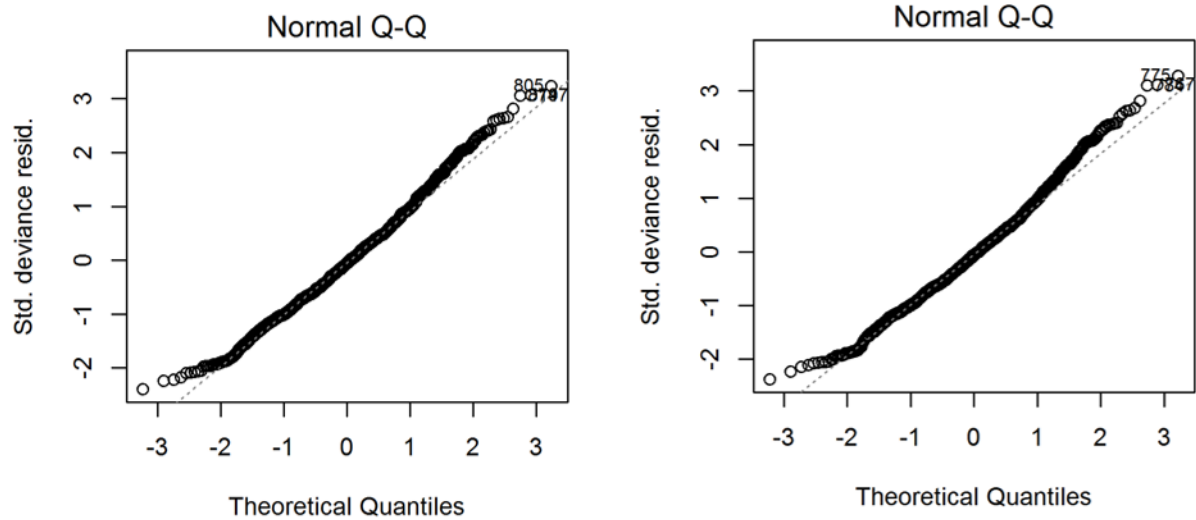 Normal Q-Q
Std. deviance resid.
3
2
1
0
-1
-2
805
-3 -2 -1 0 1 2 3
Theoretical Quantiles
Normal Q-Q
Std. deviance resid.
3
2
1
0
-1
-2
775
-3 -2 -1 0 1 2 3
Theoretical Quantiles